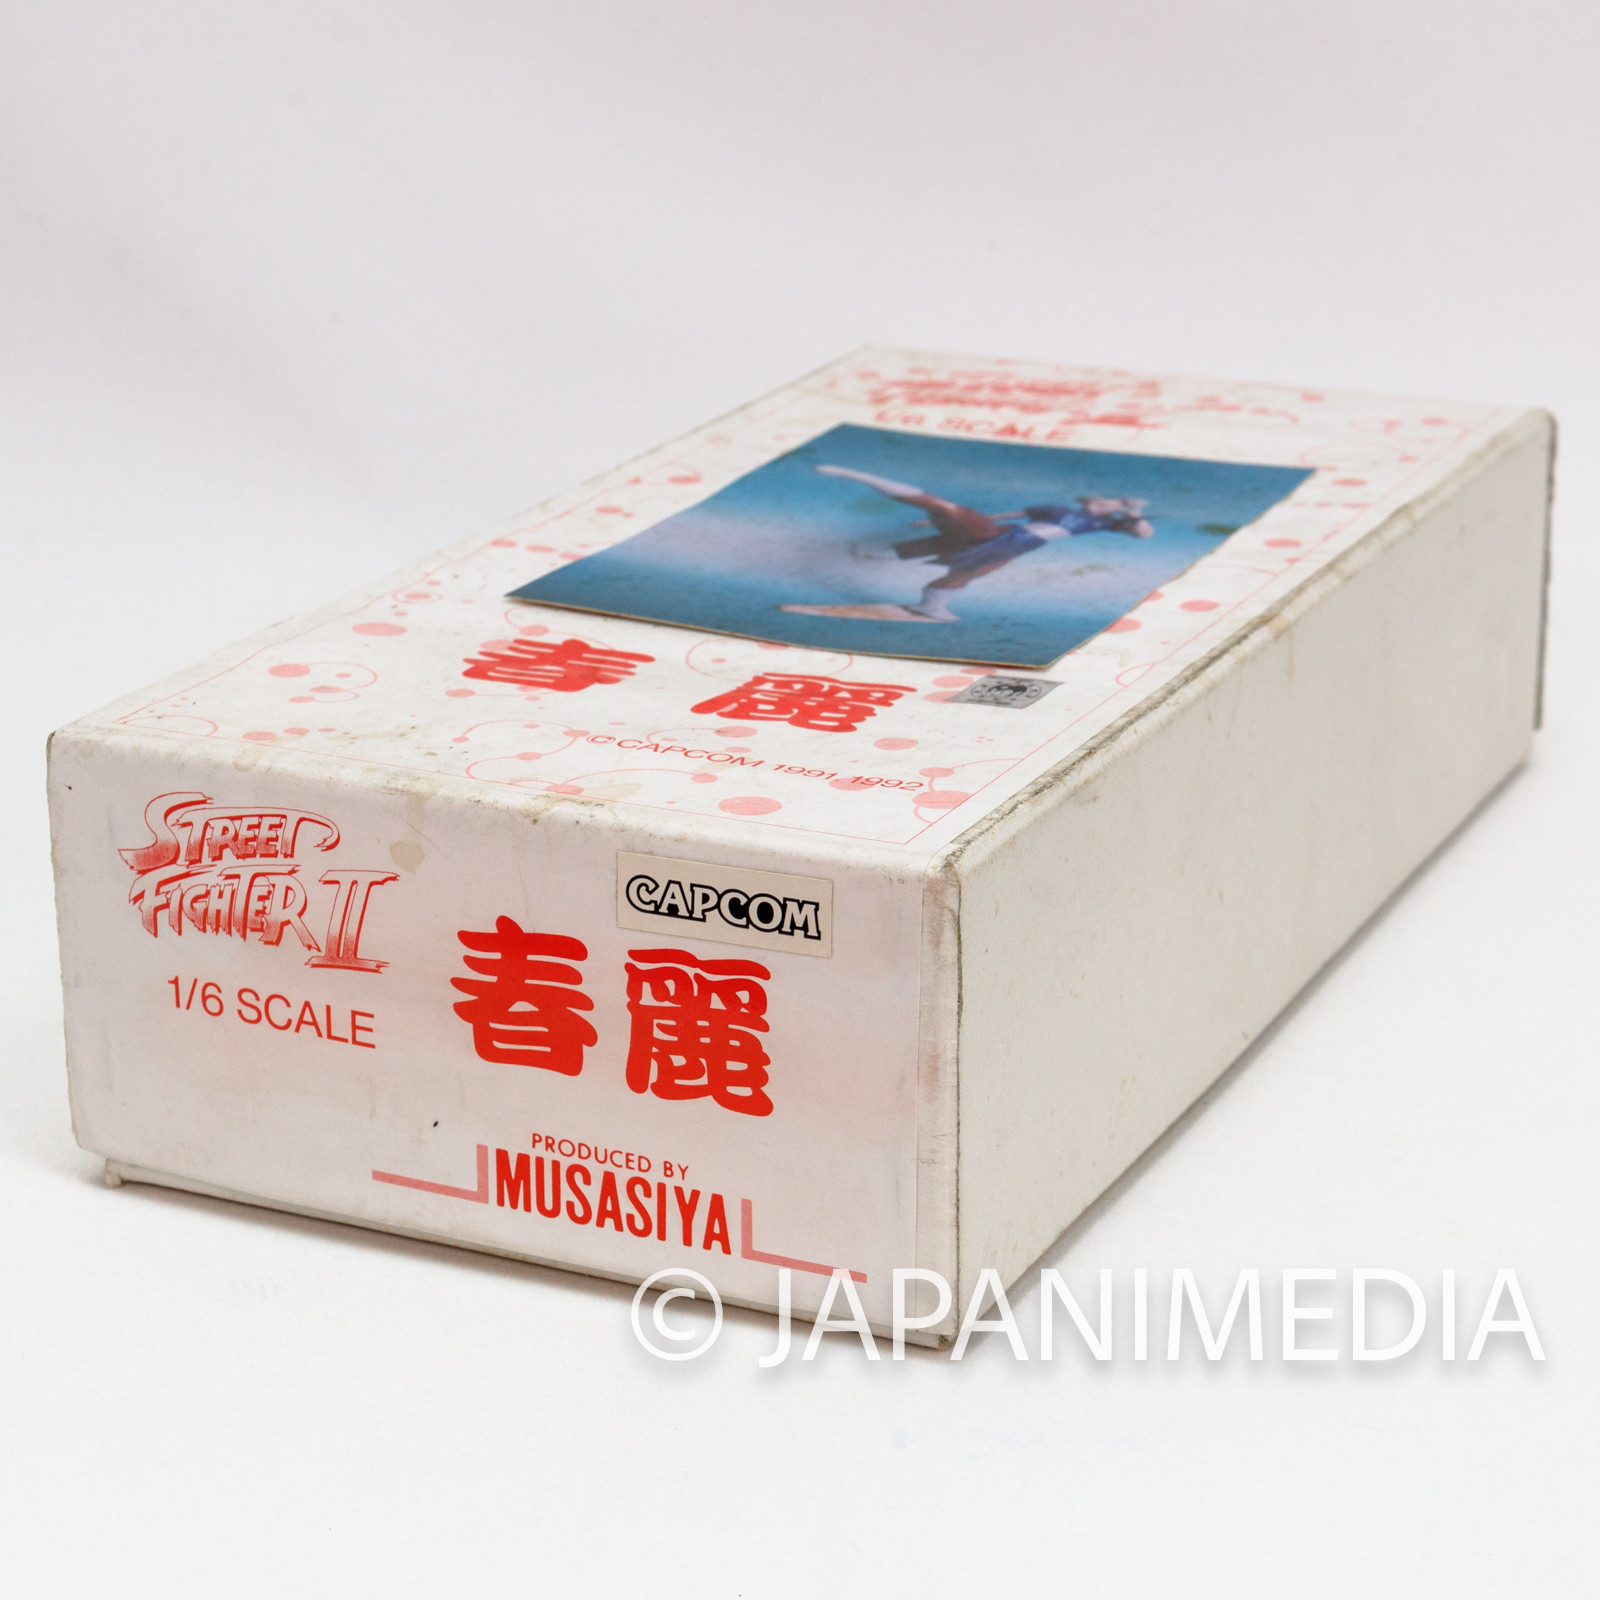 1/6 SCALE
春麗
© CAPCOM 1991, 1992
STREET
FIGHTER II
1/6 SCALE
CAPCOM
春麗
PRODUCED BY
MUSASIYA
© JAPANIMEDIA